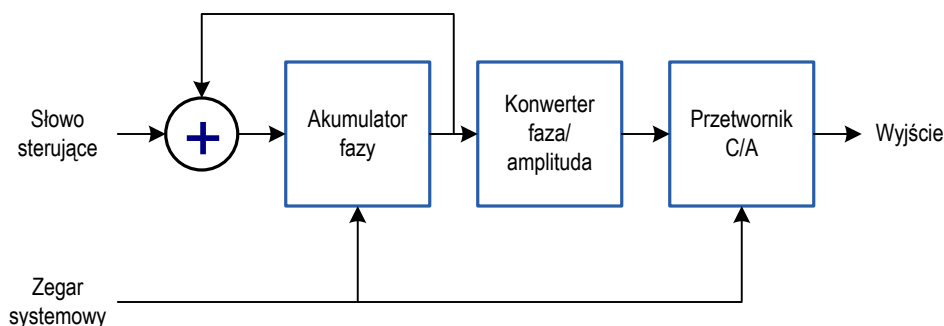 Słowo
sterujące
+
Akumulator
fazy
Konwerter
faza/
amplituda
Przetwornik
C/A
Wyjście
Zegar
systemowy